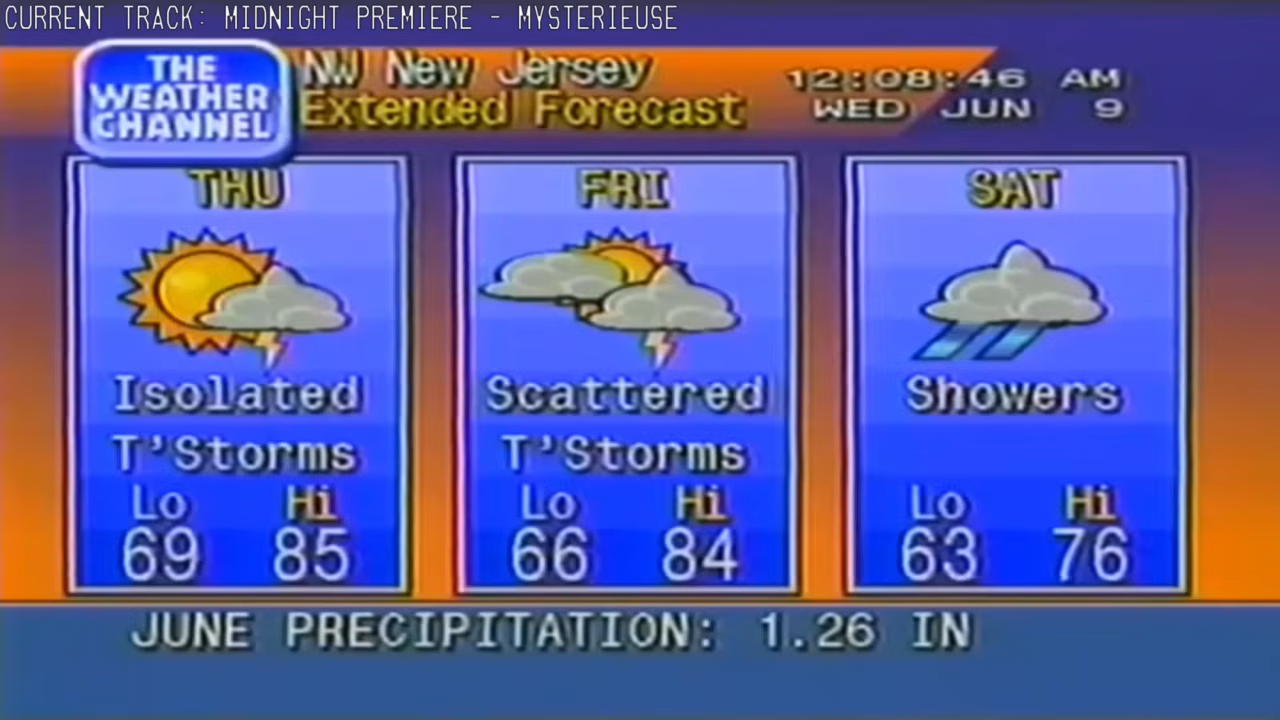 CURRENT TRACK: MIDNIGHT PREMIERE - MYSTERIEUSE
THE
WEATHER
CHANNEL
NW New Jersey
Extended Forecast
12:08:46 AM
WED JUN 9
THU
Isolated
T'Storms
Lo Hi
69 85
FRI
Scattered
T'Storms
Lo Hi
66 84
SAT
Showers
Lo Hi
63 76
JUNE PRECIPITATION: 1.26 IN